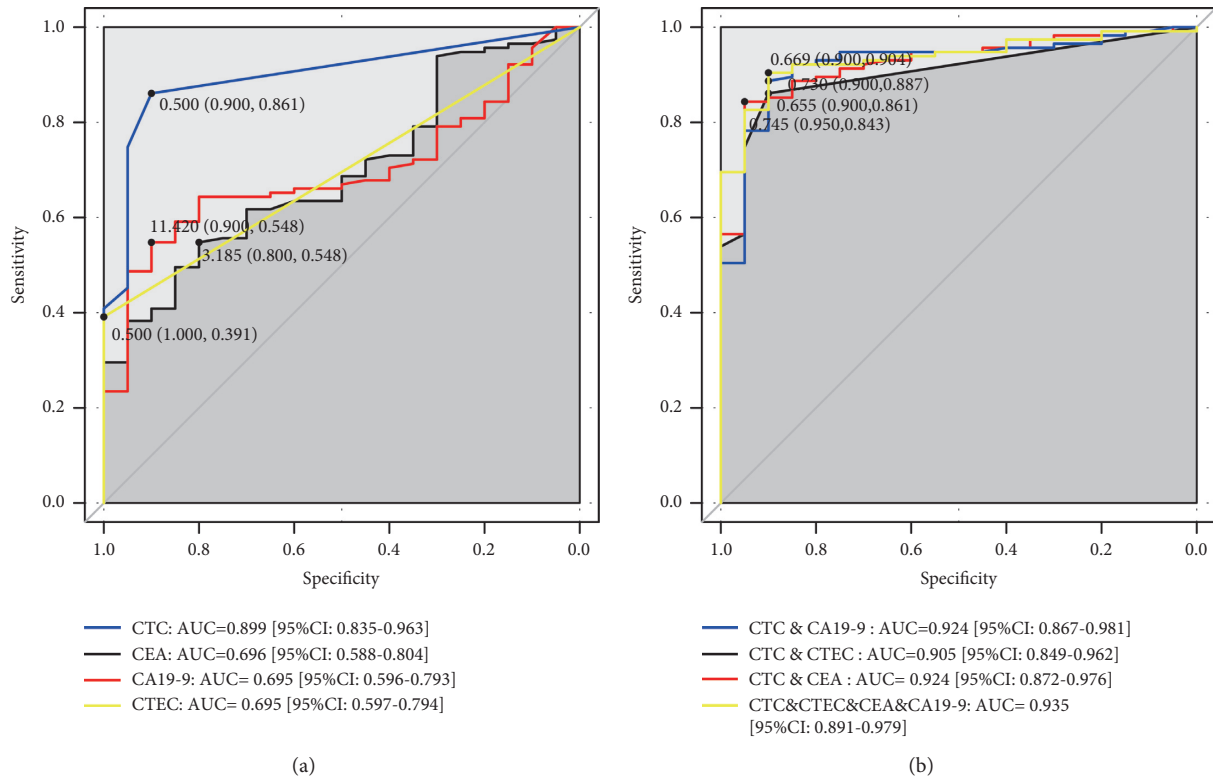 1.0
0.8
0.6
0.4
0.2
0.0
Sensitivity
0.500 (0.900, 0.861)
11.420 (0.900, 0.548)
3.185 (0.800, 0.548)
0.500 (1.000, 0.391)
1.0 0.8 0.6 0.4 0.2 0.0
Specificity
CTC: AUC=0.899 [95%CI: 0.835-0.963]
CEA: AUC=0.696 [95%CI: 0.588-0.804]
CA19-9: AUC= 0.695 [95%CI: 0.596-0.793]
CTEC: AUC= 0.695 [95%CI: 0.597-0.794]
(a)
1.0
0.8
0.6
0.4
0.2
0.0
Sensitivity
0.669 (0.900,0.904)
0.730 (0.900,0.887)
0.655 (0.900,0.861)
0.745 (0.950,0.843)
1.0 0.8 0.6 0.4 0.2 0.0
Specificity
CTC & CA19-9 : AUC=0.924 [95%CI: 0.867-0.981]
CTC & CTEC : AUC=0.905 [95%CI: 0.849-0.962]
CTC & CEA : AUC= 0.924 [95%CI: 0.872-0.976]
CTC&CTEC&CEA&CA19-9: AUC= 0.935
[95%CI: 0.891-0.979]
(b)